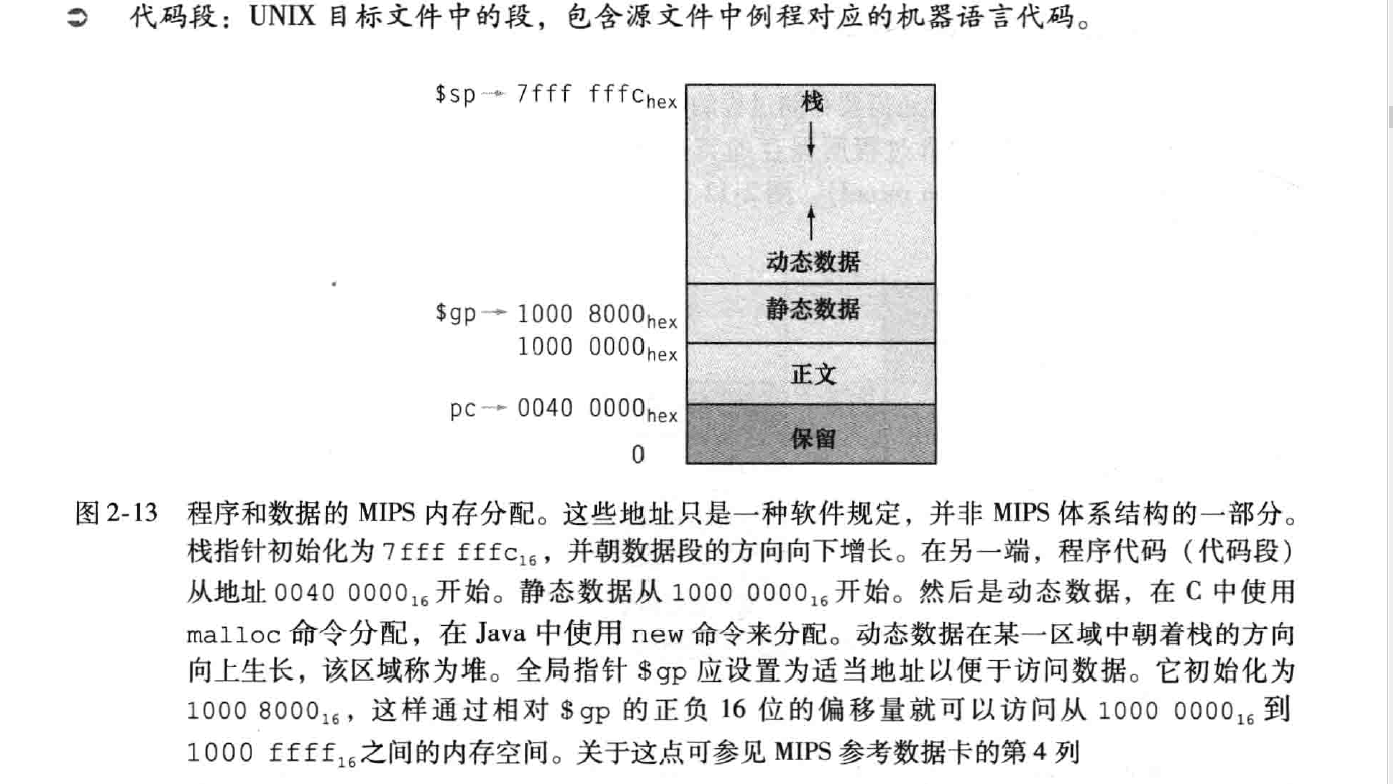 代码段：UNIX 目标文件中的段，包含源文件中例程对应的机器语言代码。
$sp→ 7fff fffc hex
栈
动态数据
$gp→ 1000 8000 hex
静态数据
1000 0000 hex
正文
pc→ 0040 0000 hex
保留
0
图 2-13 程序和数据的 MIPS 内存分配。这些地址只是一种软件规定，并非 MIPS 体系结构的一部分。
栈指针初始化为 7fff fffc₁₆，并朝数据段的方向向下增长。在另一端，程序代码（代码段）
从地址 0040 0000₁₆ 开始。静态数据从 1000 0000₁₆ 开始。然后是动态数据，在 C 中使用
malloc 命令分配，在 Java 中使用 new 命令来分配。动态数据在某一区域中朝着栈的方向
向上生长，该区域称为堆。全局指针 $gp 应设置为适当地址以便于访问数据。它初始化为
1000 8000₁₆，这样通过相对 $gp 的正负 16 位的偏移量就可以访问从 1000 0000₁₆ 到
1000 ffff₁₆ 之间的内存空间。关于这点可参见 MIPS 参考数据卡的第 4 列